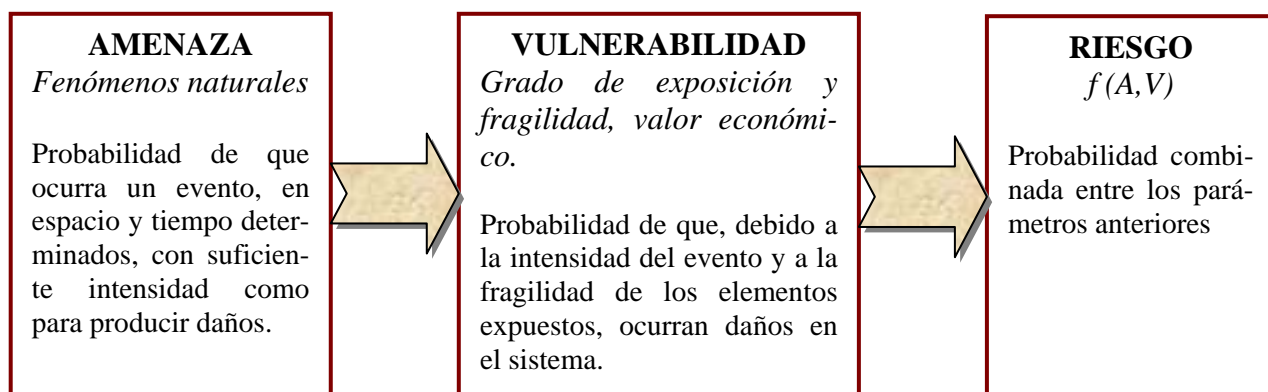 AMENAZA
Fenómenos naturales
Probabilidad de que
ocurra un evento, en
espacio y tiempo deter-
minados, con suficien-
te intensidad como
para producir daños.
VULNERABILIDAD
Grado de exposición y
fragilidad, valor económi-
co.
Probabilidad de que, debido a
la intensidad del evento y a la
fragilidad de los elementos
expuestos, ocurran daños en
el sistema.
RIESGO
f (A,V)
Probabilidad combi-
nada entre los pará-
metros anteriores